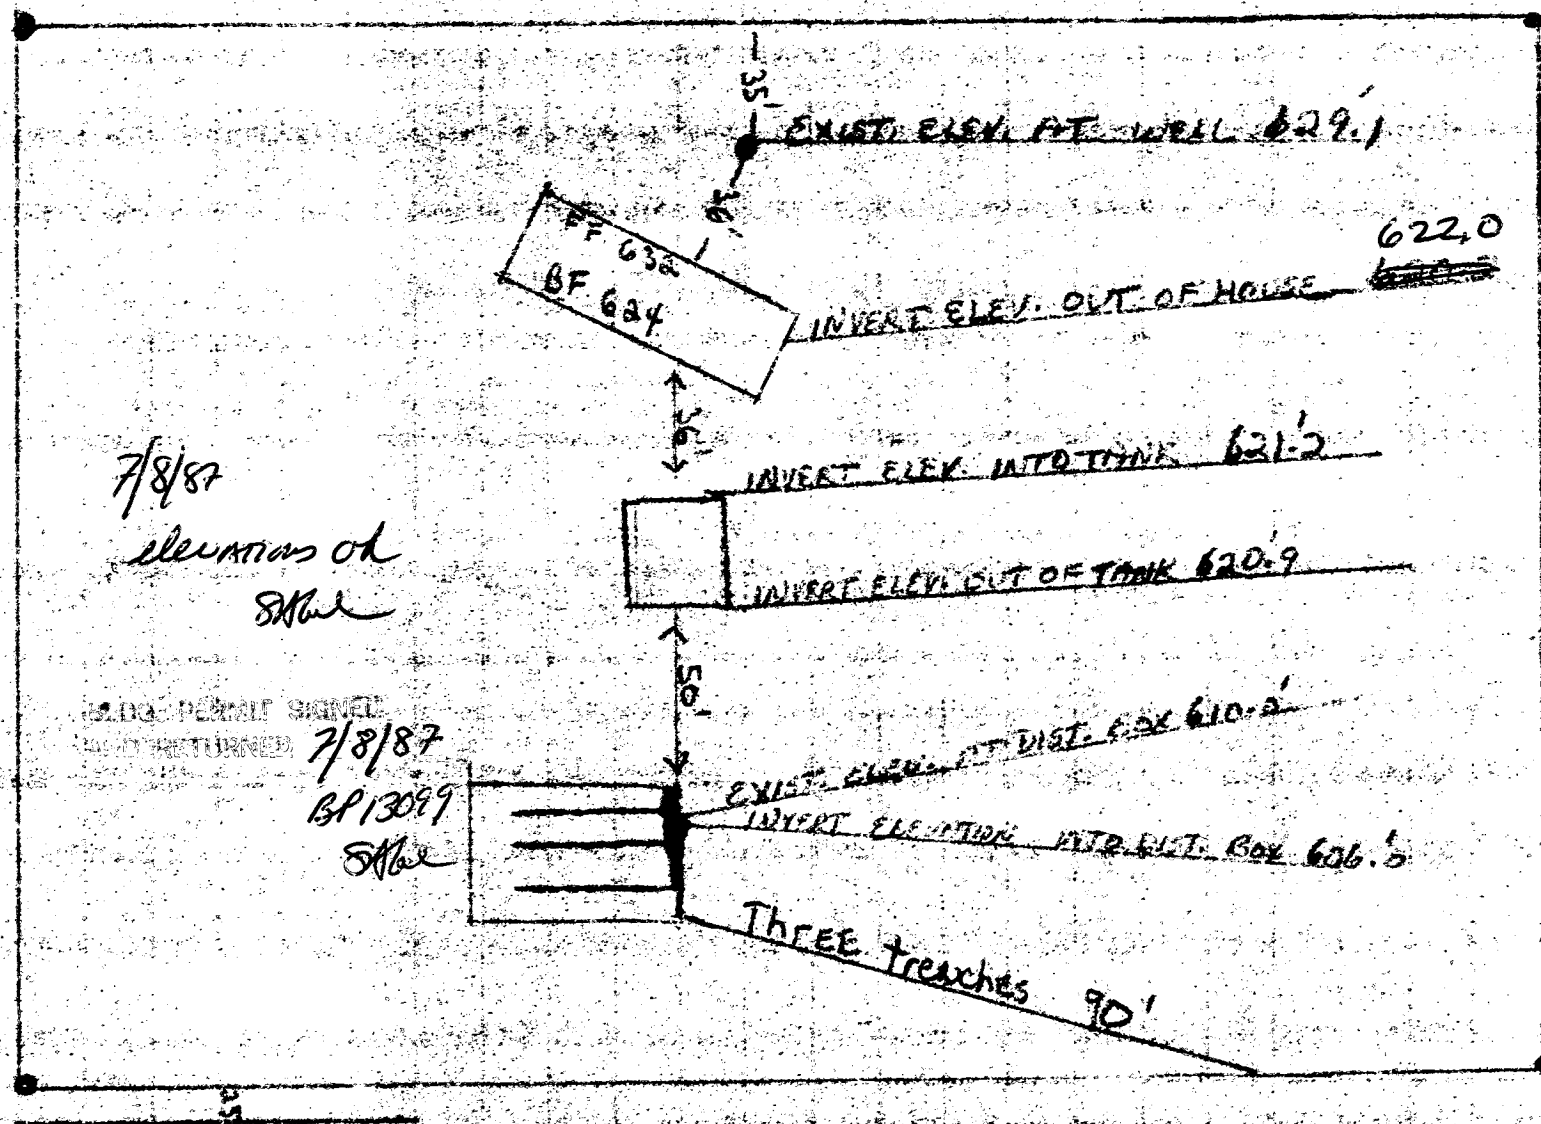 35'
EXIST. ELEV. AT WELL 629.'1
36'
FF 632
BF 624
622.0
INVERT ELEV. OUT OF HOUSE
36'
INVERT ELEV. INTO TANK 621.'2
7/8/87
elevations ok
INVERT ELEV. OUT OF TANK 620.'9
50'
BLDG. PERMIT SIGNED
AND RETURNED 7/8/87
BP 13099
EXIST. ELEV. AT DIST. BOX 610.
INVERT ELEVATION INTO DIST. BOX 606.'
Three trenches 90'
25